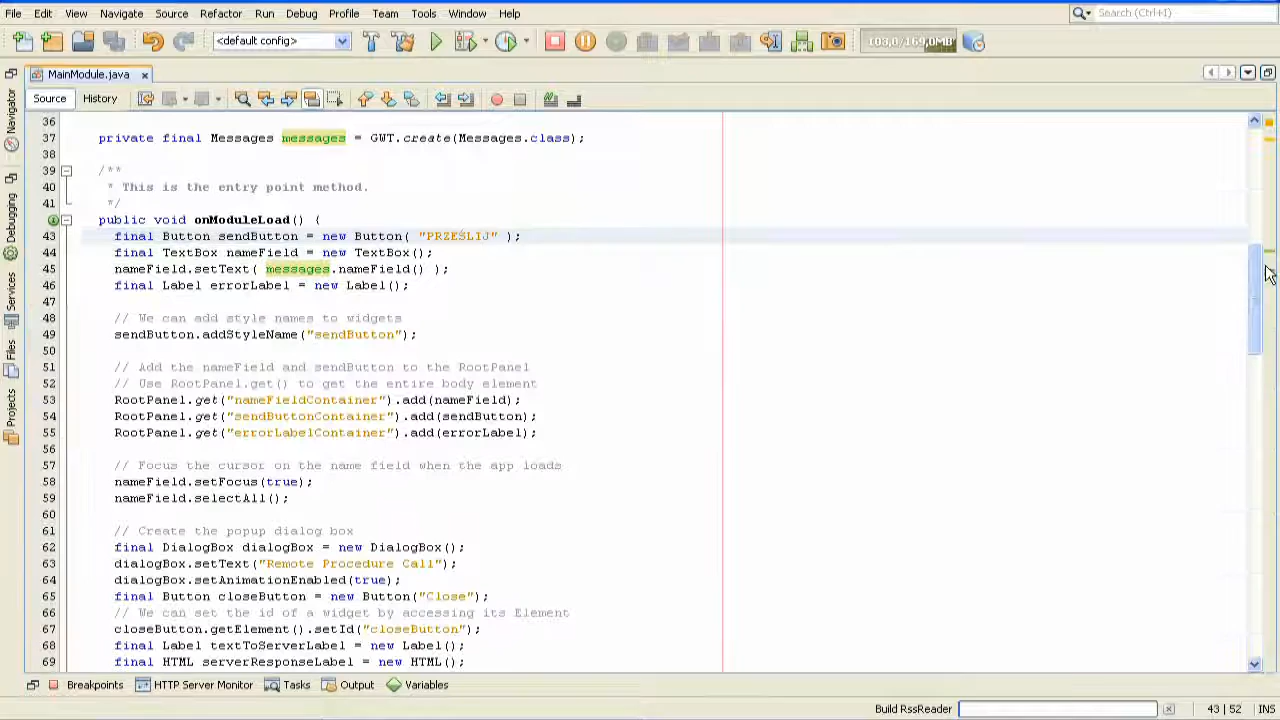 File Edit View Navigate Source Refactor Run Debug Profile Team Tools Window Help
Search (Ctrl+I)
<default config>
103,0/169,0MB
MainModule.java
Source History
Navigator
Debugging
Services
Files
Projects
36
37 private final Messages messages = GWT.create(Messages.class);
38
39 /**
40 * This is the entry point method.
41 */
42 public void onModuleLoad() {
43 final Button sendButton = new Button( "PRZEŚLIJ" );
44 final TextBox nameField = new TextBox();
45 nameField.setText( messages.nameField() );
46 final Label errorLabel = new Label();
47
48 // We can add style names to widgets
49 sendButton.addStyleName("sendButton");
50
51 // Add the nameField and sendButton to the RootPanel
52 // Use RootPanel.get() to get the entire body element
53 RootPanel.get("nameFieldContainer").add(nameField);
54 RootPanel.get("sendButtonContainer").add(sendButton);
55 RootPanel.get("errorLabelContainer").add(errorLabel);
56
57 // Focus the cursor on the name field when the app loads
58 nameField.setFocus(true);
59 nameField.selectAll();
60
61 // Create the popup dialog box
62 final DialogBox dialogBox = new DialogBox();
63 dialogBox.setText("Remote Procedure Call");
64 dialogBox.setAnimationEnabled(true);
65 final Button closeButton = new Button("Close");
66 // We can set the id of a widget by accessing its Element
67 closeButton.getElement().setId("closeButton");
68 final Label textToServerLabel = new Label();
69 final HTML serverResponseLabel = new HTML();
Breakpoints HTTP Server Monitor Tasks Output Variables
Build RssReader 43 | 52 INS